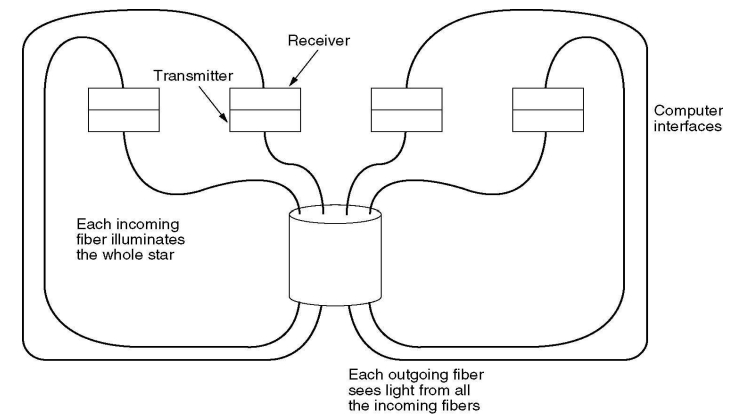 Receiver
Transmitter
Computer
interfaces
Each incoming
fiber illuminates
the whole star
Each outgoing fiber
sees light from all
the incoming fibers